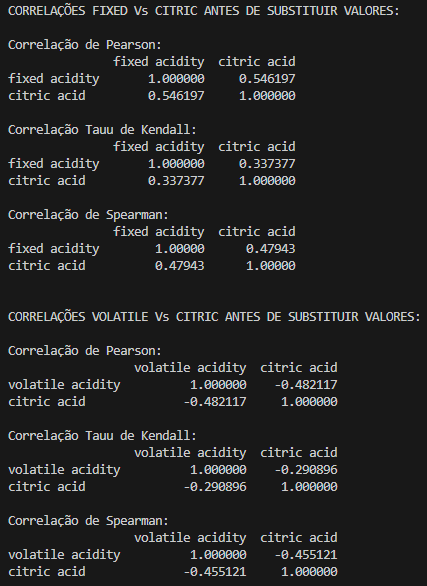 CORRELAÇÕES FIXED Vs CITRIC ANTES DE SUBSTITUIR VALORES:
Correlação de Pearson:
fixed acidity citric acid
fixed acidity 1.000000 0.546197
citric acid 0.546197 1.000000
Correlação Tauu de Kendall:
fixed acidity citric acid
fixed acidity 1.000000 0.337377
citric acid 0.337377 1.000000
Correlação de Spearman:
fixed acidity citric acid
fixed acidity 1.00000 0.47943
citric acid 0.47943 1.00000
CORRELAÇÕES VOLATILE Vs CITRIC ANTES DE SUBSTITUIR VALORES:
Correlação de Pearson:
volatile acidity citric acid
volatile acidity 1.000000 -0.482117
citric acid -0.482117 1.000000
Correlação Tauu de Kendall:
volatile acidity citric acid
volatile acidity 1.000000 -0.290896
citric acid -0.290896 1.000000
Correlação de Spearman:
volatile acidity citric acid
volatile acidity 1.000000 -0.455121
citric acid -0.455121 1.000000